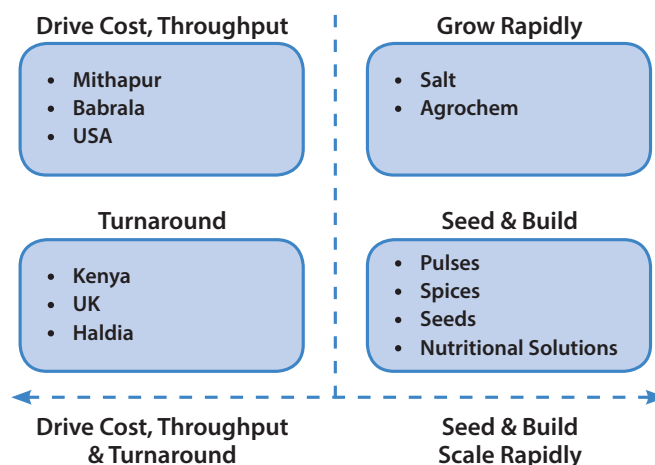 Drive Cost, Throughput
• Mithapur
• Babrala
• USA
Grow Rapidly
• Salt
• Agrochem
Turnaround
• Kenya
• UK
• Haldia
Seed & Build
• Pulses
• Spices
• Seeds
• Nutritional Solutions
Drive Cost, Throughput
& Turnaround
Seed & Build
Scale Rapidly